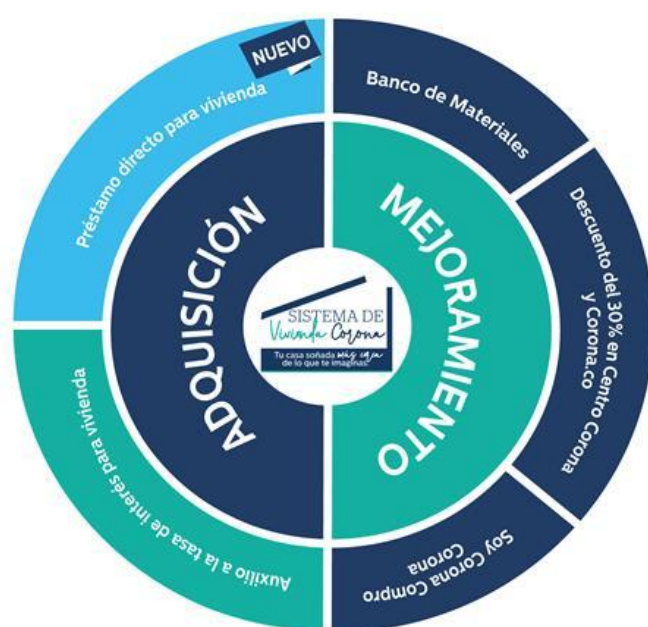 NUEVO
Préstamo directo para vivienda
Auxilio a la tasa de interés para vivienda
ADQUISICIÓN
SISTEMA DE
Vivienda Corona
Tu casa soñada más cerca
de lo que te imaginas!
MEJORAMIENTO
Banco de Materiales
Descuento del 30% en Centro Corona
y Corona.co
Soy Corona Compro
Corona